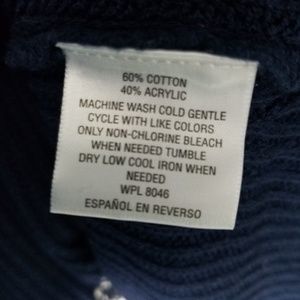 60% COTTON
40% ACRYLIC
MACHINE WASH COLD GENTLE
CYCLE WITH LIKE COLORS
ONLY NON-CHLORINE BLEACH
WHEN NEEDED TUMBLE
DRY LOW COOL IRON WHEN
NEEDED
WPL 8046
ESPAÑOL EN REVERSO